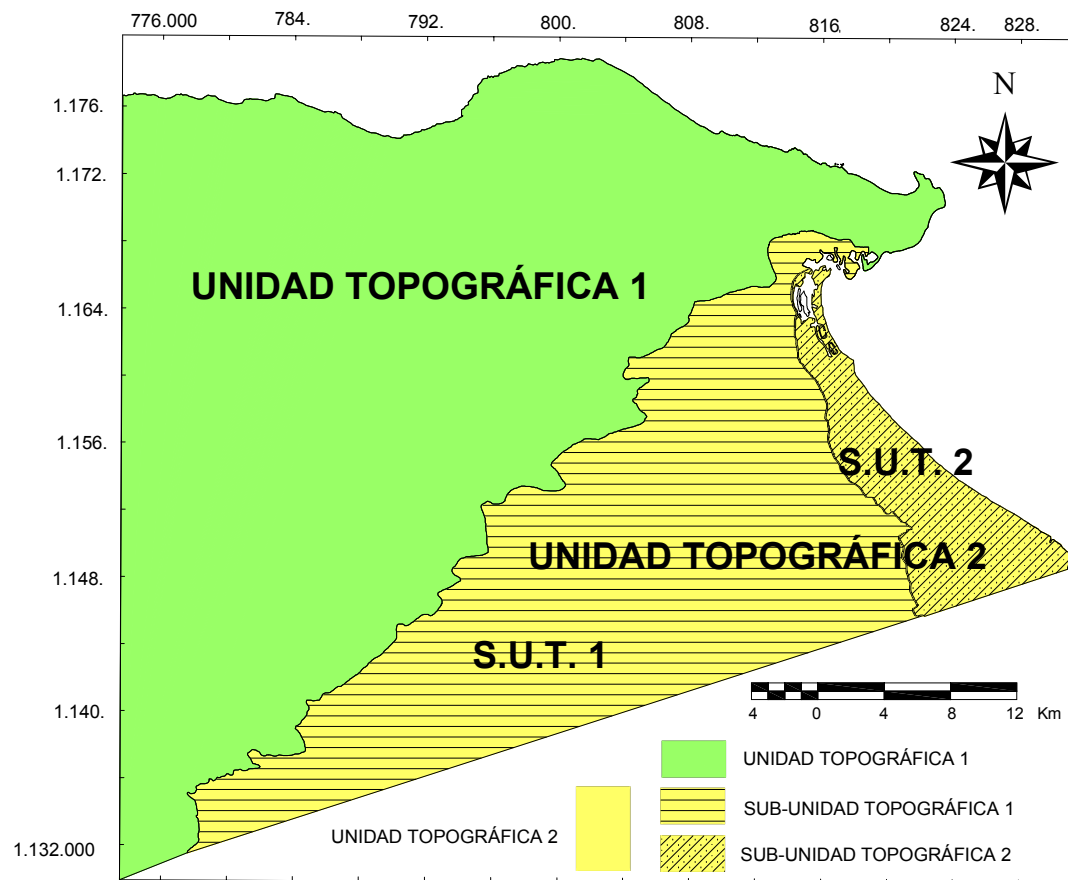 776.000 784. 792. 800. 808. 816 824. 828.
N
1.176.
1.172.
UNIDAD TOPOGRÁFICA 1
1.164.
1.156.
S.U.T. 2
UNIDAD TOPOGRÁFICA 2
1.148.
S.U.T. 1
1.140.
4 0 4 8 12 Km
UNIDAD TOPOGRÁFICA 1
SUB-UNIDAD TOPOGRÁFICA 1
UNIDAD TOPOGRÁFICA 2
1.132.000
SUB-UNIDAD TOPOGRÁFICA 2